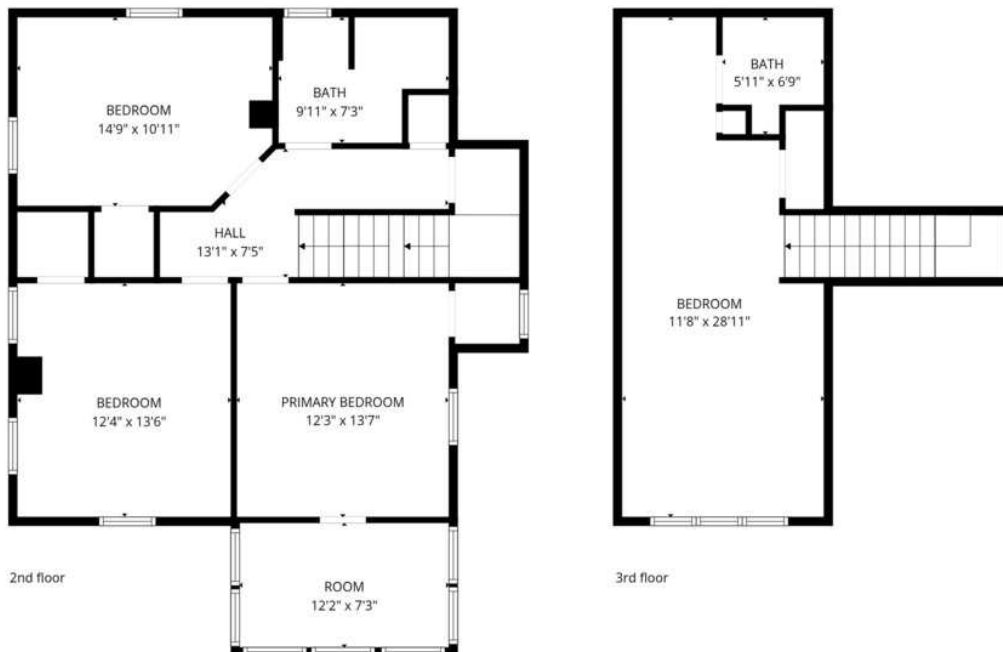 BEDROOM
14'9" x 10'11"
BATH
9'11" x 7'3"
HALL
13'1" x 7'5"
BEDROOM
12'4" x 13'6"
PRIMARY BEDROOM
12'3" x 13'7"
ROOM
12'2" x 7'3"
2nd floor
BATH
5'11" x 6'9"
BEDROOM
11'8" x 28'11"
3rd floor